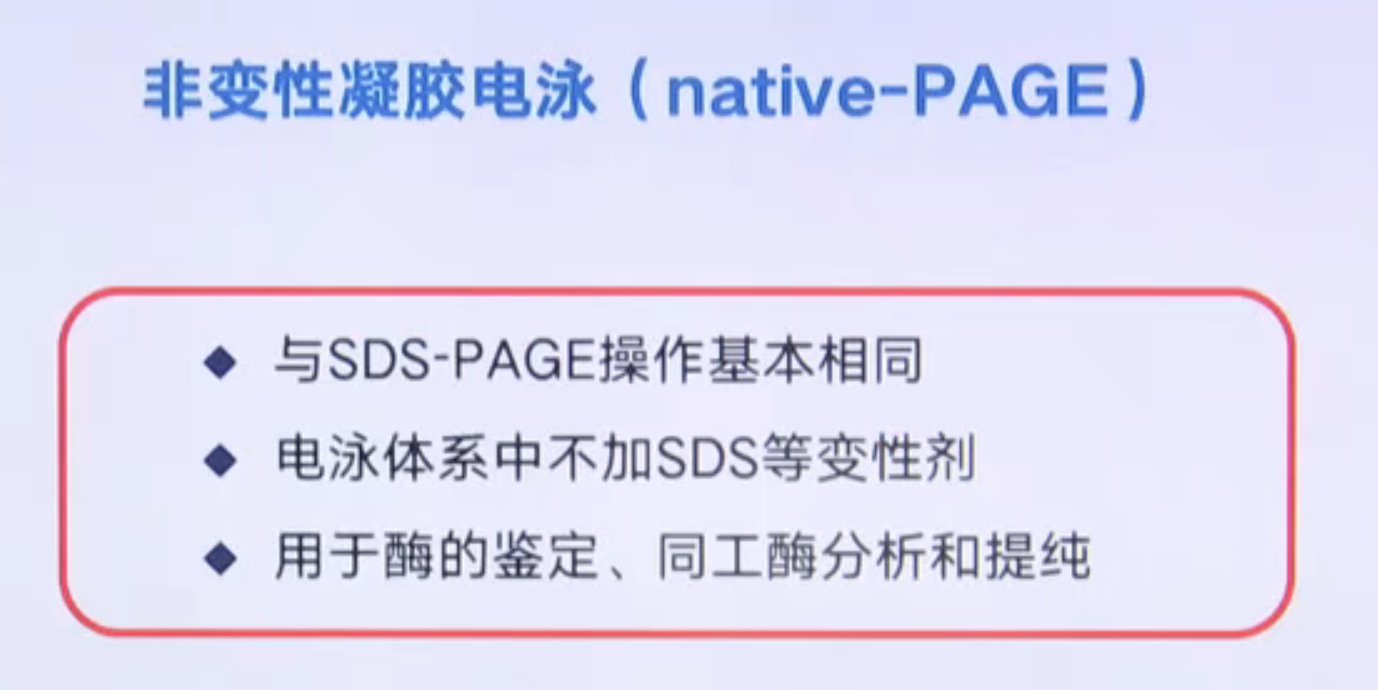 非变性凝胶电泳（native-PAGE）
◆ 与SDS-PAGE操作基本相同
◆ 电泳体系中不加SDS等变性剂
◆ 用于酶的鉴定、同工酶分析和提纯